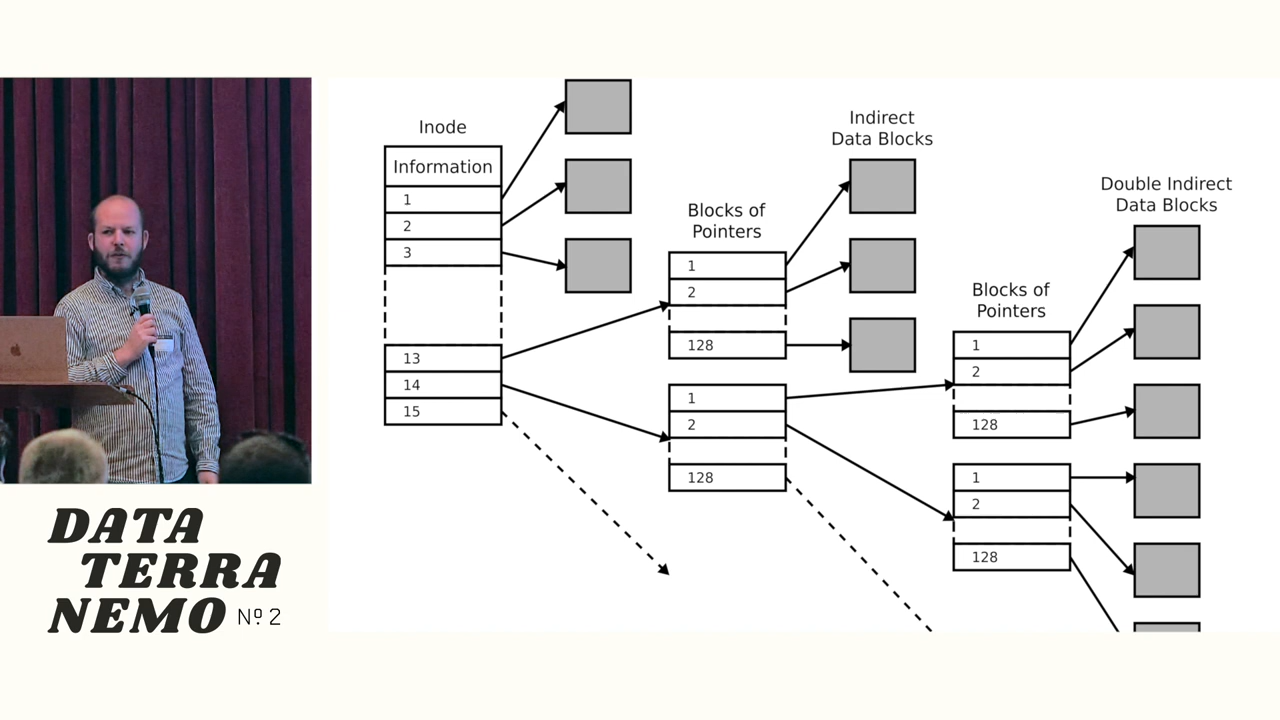 DATA
TERRA
NEMO Nº 2
Inode
Information
1
2
3
13
14
15
Blocks of
Pointers
1
2
128
1
2
128
Indirect
Data Blocks
Blocks of
Pointers
1
2
128
1
2
128
Double Indirect
Data Blocks